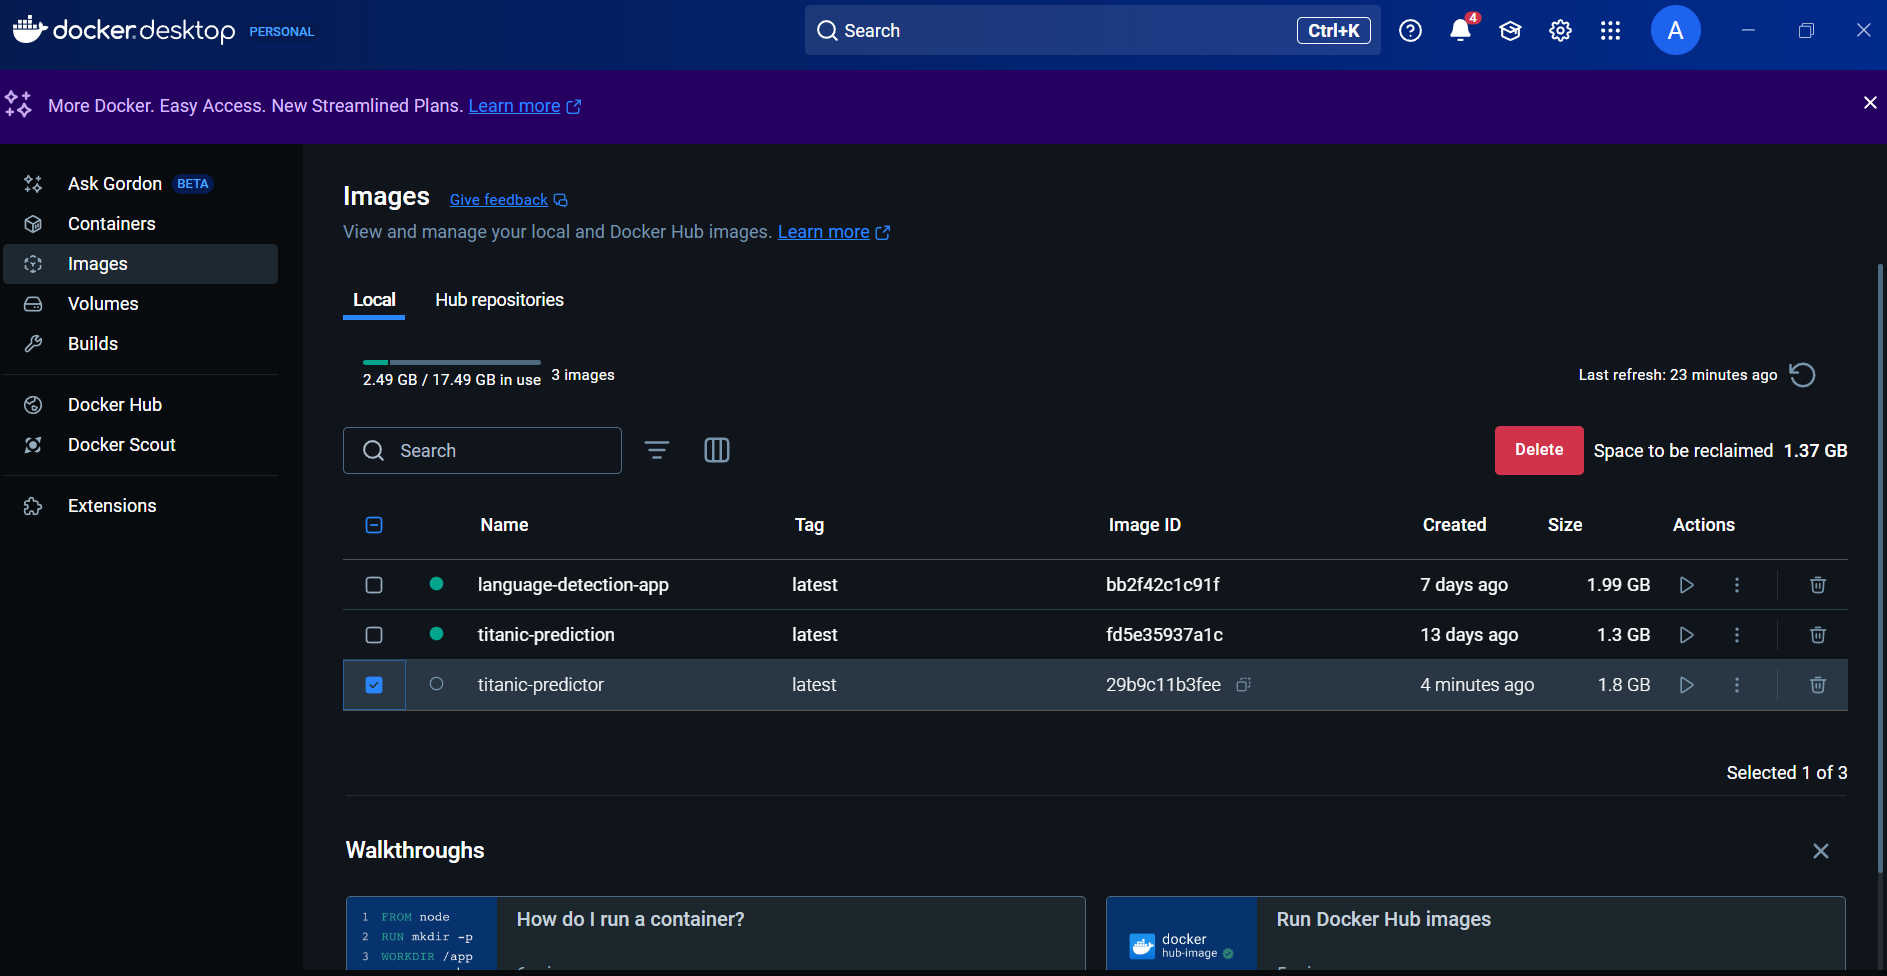 docker.desktop PERSONAL
Search Ctrl+K
4
A
More Docker. Easy Access. New Streamlined Plans. Learn more
Ask Gordon BETA
Containers
Images
Volumes
Builds
Docker Hub
Docker Scout
Extensions
Images Give feedback
View and manage your local and Docker Hub images. Learn more
Local Hub repositories
2.49 GB / 17.49 GB in use 3 images
Last refresh: 23 minutes ago
Search
Delete Space to be reclaimed 1.37 GB
Name Tag Image ID Created Size Actions
language-detection-app latest bb2f42c1c91f 7 days ago 1.99 GB
titanic-prediction latest fd5e35937a1c 13 days ago 1.3 GB
titanic-predictor latest 29b9c11b3fee 4 minutes ago 1.8 GB
Selected 1 of 3
Walkthroughs
1 FROM node
2 RUN mkdir -p
3 WORKDIR /app
How do I run a container?
docker
hub-image
Run Docker Hub images